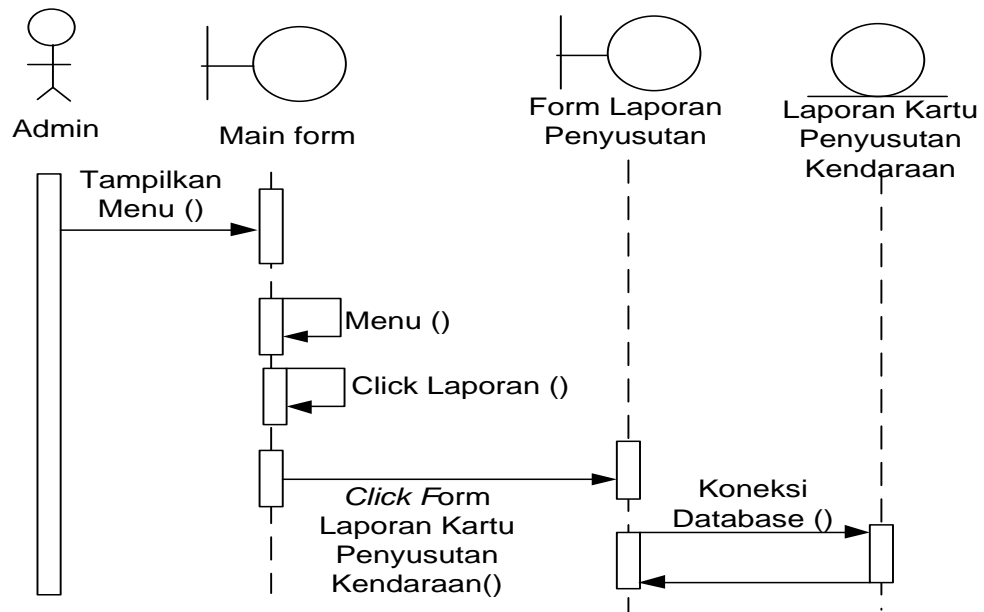 Admin
Main form
Form Laporan
Penyusutan
Laporan Kartu
Penyusutan
Kendaraan
Tampilkan
Menu ()
Menu ()
Click Laporan ()
Click Form
Laporan Kartu
Penyusutan
Kendaraan()
Koneksi
Database ()